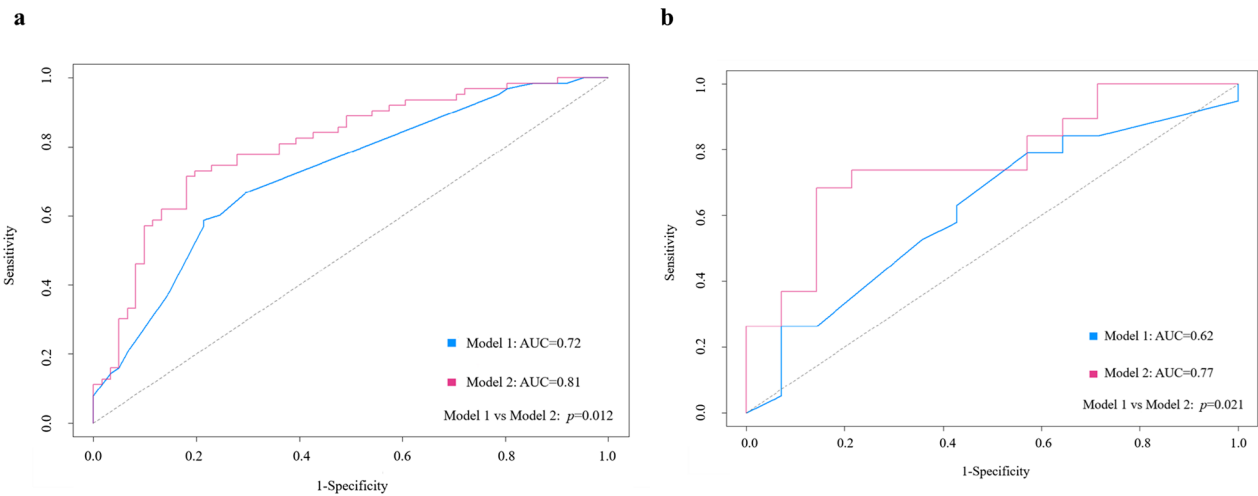 a
1.0
0.8
0.6
0.4
0.2
0.0
Sensitivity
Model 1: AUC=0.72
Model 2: AUC=0.81
Model 1 vs Model 2: p=0.012
0.0 0.2 0.4 0.6 0.8 1.0
1-Specificity
b
1.0
0.8
0.6
0.4
0.2
0.0
Sensitivity
Model 1: AUC=0.62
Model 2: AUC=0.77
Model 1 vs Model 2: p=0.021
0.0 0.2 0.4 0.6 0.8 1.0
1-Specificity